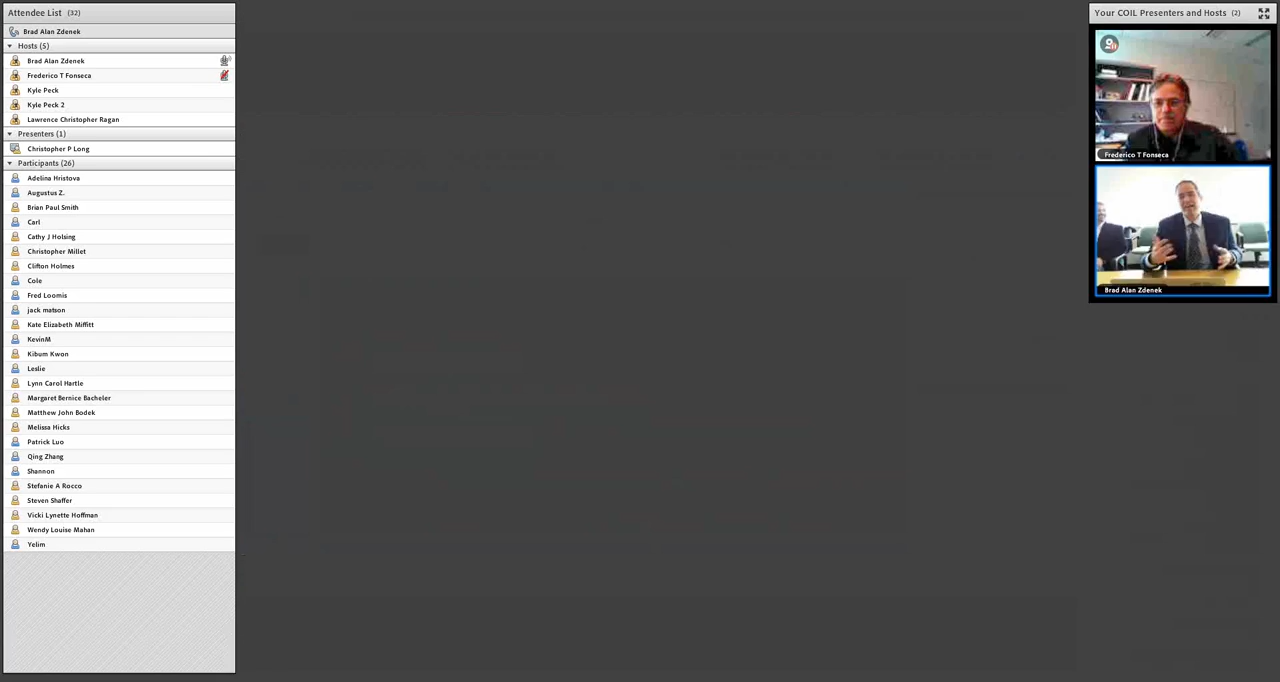 Attendee List (32)
Brad Alan Zdenek
Hosts (5)
Brad Alan Zdenek
Frederico T Fonseca
Kyle Peck
Kyle Peck 2
Lawrence Christopher Ragan
Presenters (1)
Christopher P Long
Participants (26)
Adelina Hristova
Augustus Z.
Brian Paul Smith
Carl
Cathy J Holsing
Christopher Millet
Clifton Holmes
Cole
Fred Loomis
jack matson
Kate Elizabeth Miffitt
KevinM
Kibum Kwon
Leslie
Lynn Carol Hartle
Margaret Bernice Bacheler
Matthew John Bodek
Melissa Hicks
Patrick Luo
Qing Zhang
Shannon
Stefanie A Rocco
Steven Shaffer
Vicki Lynette Hoffman
Wendy Louise Mahan
Yelim
Your COIL Presenters and Hosts (2)
Frederico T Fonseca
Brad Alan Zdenek